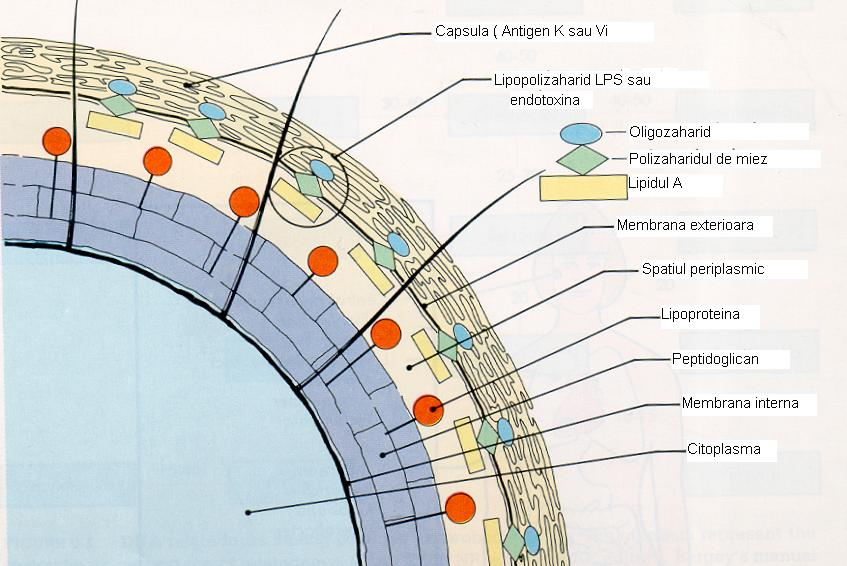 Capsula ( Antigen K sau Vi
Lipopolizaharid LPS sau
endotoxina
Oligozaharid
Polizaharidul de miez
Lipidul A
Membrana exterioara
Spatiul periplasmic
Lipoproteina
Peptidoglican
Membrana interna
Citoplasma